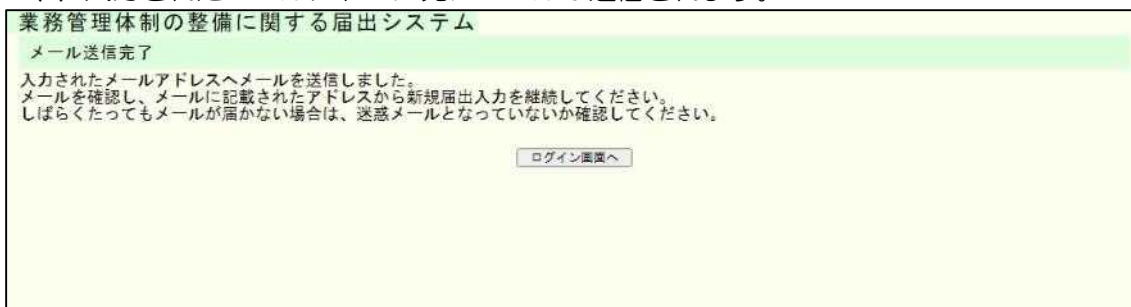 業務管理体制の整備に関する届出システム
メール送信完了
入力されたメールアドレスへメールを送信しました。
メールを確認し、メールに記載されたアドレスから新規届出入力を継続してください。
しばらくたってもメールが届かない場合は、迷惑メールとなっていないか確認してください。
ログイン画面へ